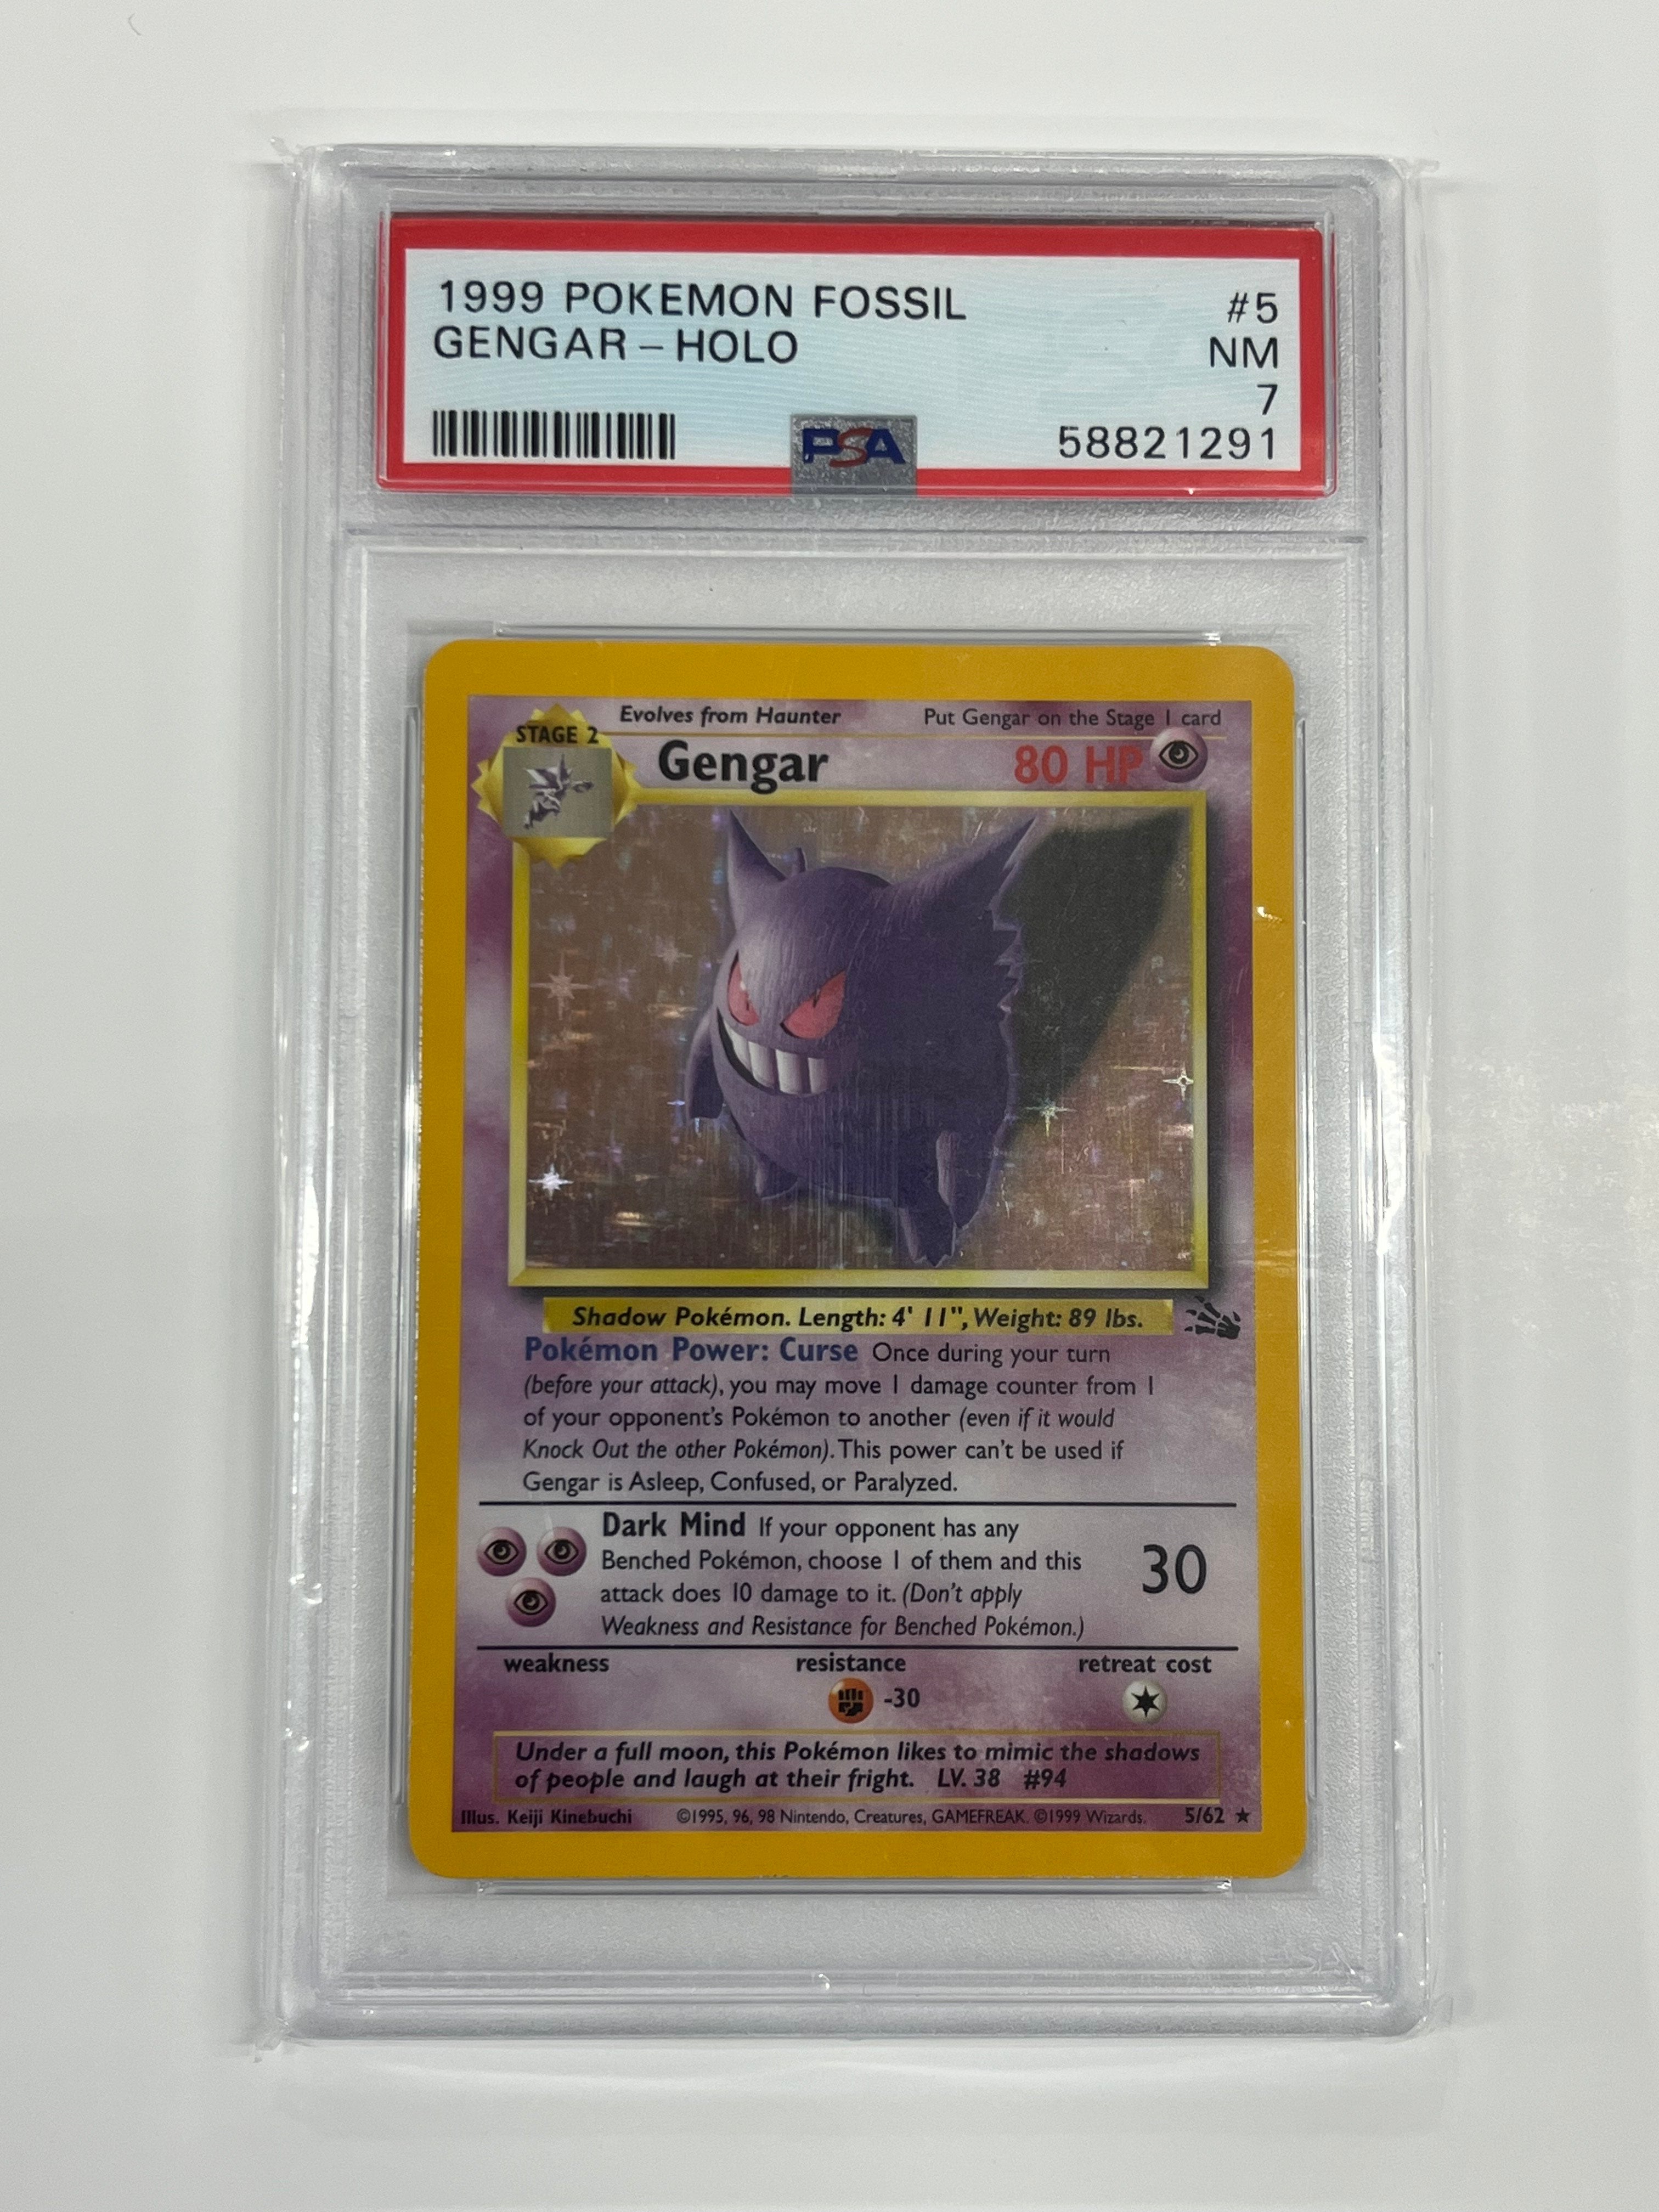 1999 POKEMON FOSSIL #5
GENGAR – HOLO NM
7
PSA 58821291
Evolves from Haunter Put Gengar on the Stage 1 card
STAGE 2
Gengar 80 HP
Shadow Pokémon. Length: 4' 11", Weight: 89 lbs.
Pokémon Power: Curse Once during your turn
(before your attack), you may move 1 damage counter from 1
of your opponent's Pokémon to another (even if it would
Knock Out the other Pokémon). This power can't be used if
Gengar is Asleep, Confused, or Paralyzed.
Dark Mind If your opponent has any
Benched Pokémon, choose 1 of them and this
attack does 10 damage to it. (Don't apply
Weakness and Resistance for Benched Pokémon.)
30
weakness resistance retreat cost
-30
Under a full moon, this Pokémon likes to mimic the shadows
of people and laugh at their fright. LV. 38 #94
Illus. Keiji Kinebuchi ©1995, 96, 98 Nintendo, Creatures, GAMEFREAK. ©1999 Wizards. 5/62 ★